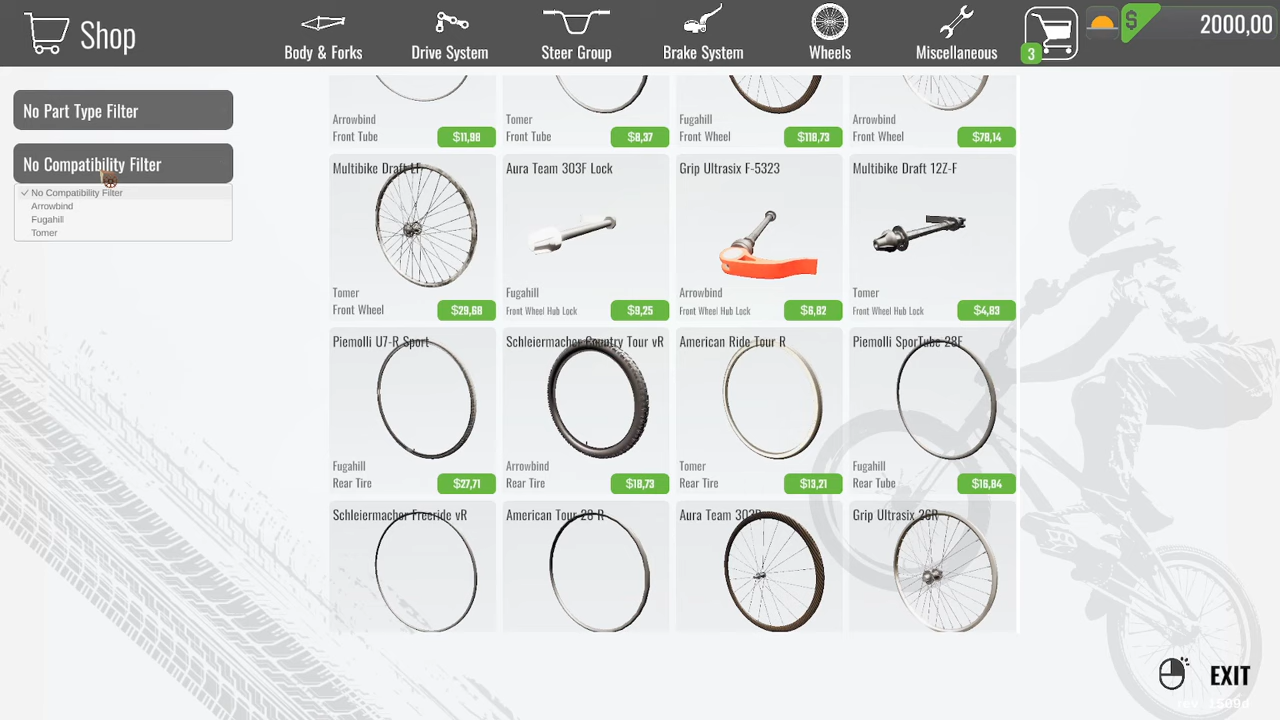 Shop
Body & Forks
Drive System
Steer Group
Brake System
Wheels
Miscellaneous
3
$
2000,00
No Part Type Filter
No Compatibility Filter
✓ No Compatibility Filter
Arrowbind
Fugahill
Tomer
Arrowbind
Front Tube
$11,98
Tomer
Front Tube
$8,37
Fugahill
Front Wheel
$118,73
Arrowbind
Front Wheel
$78,14
Multibike Draft LF
Tomer
Front Wheel
$29,68
Aura Team 303F Lock
Fugahill
Front Wheel Hub Lock
$9,25
Grip Ultrasix F-5323
Arrowbind
Front Wheel Hub Lock
$6,82
Multibike Draft 12Z-F
Tomer
Front Wheel Hub Lock
$4,83
Piemolli U7-R Sport
Fugahill
Rear Tire
$27,71
Schleiermacher Country Tour vR
Arrowbind
Rear Tire
$18,73
American Ride Tour R
Tomer
Rear Tire
$13,21
Piemolli SporTube 28F
Fugahill
Rear Tube
$16,84
Schleiermacher Freeride vR
American Tour 28-R
Aura Team 303R
Grip Ultrasix 26R
EXIT
rev 1509d